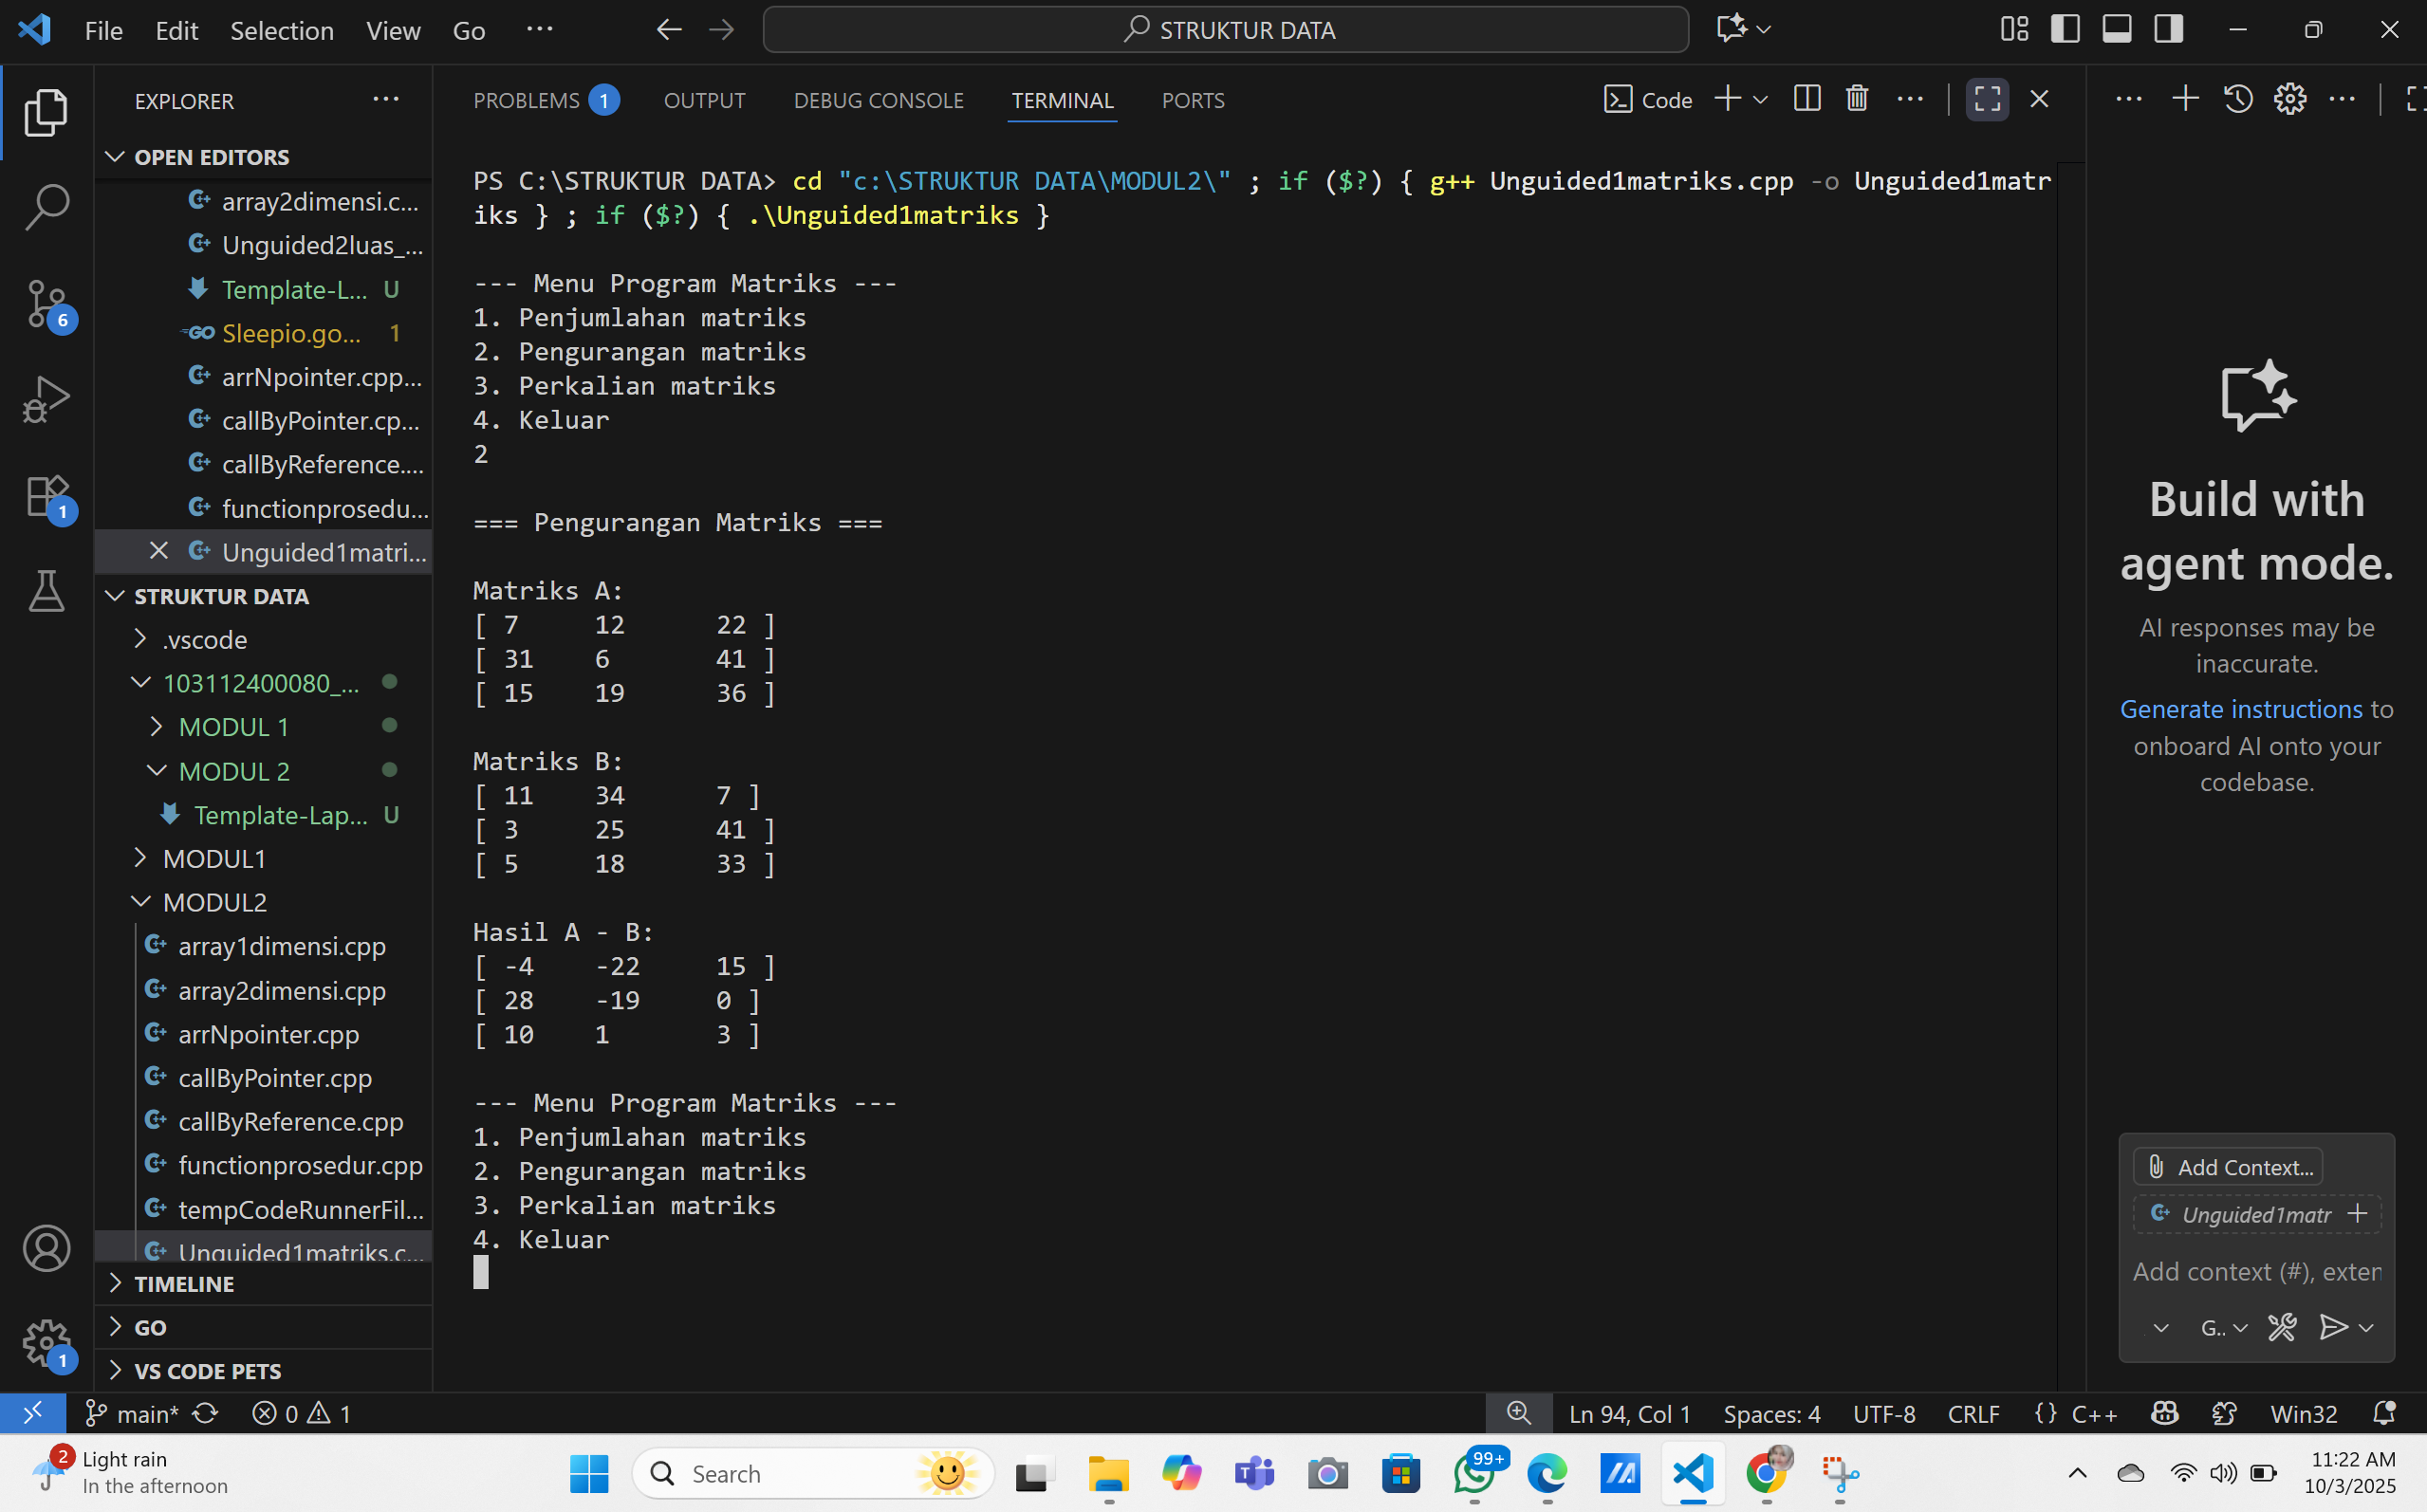 File Edit Selection View Go ···
STRUKTUR DATA
EXPLORER ···
OPEN EDITORS
array2dimensi.c...
Unguided2luas_...
Template-L... U
Sleepio.go... 1
arrNpointer.cpp...
callByPointer.cp...
callByReference....
functionprosedu...
Unguided1matri...
STRUKTUR DATA
.vscode
103112400080_...
MODUL 1
MODUL 2
Template-Lap... U
MODUL1
MODUL2
array1dimensi.cpp
array2dimensi.cpp
arrNpointer.cpp
callByPointer.cpp
callByReference.cpp
functionprosedur.cpp
tempCodeRunnerFil...
Unguided1matriks.c...
TIMELINE
GO
VS CODE PETS
6
1
1
PROBLEMS 1 OUTPUT DEBUG CONSOLE TERMINAL PORTS
Code
PS C:\STRUKTUR DATA> cd "c:\STRUKTUR DATA\MODUL2\" ; if ($?) { g++ Unguided1matriks.cpp -o Unguided1matr
iks } ; if ($?) { .\Unguided1matriks }
--- Menu Program Matriks ---
1. Penjumlahan matriks
2. Pengurangan matriks
3. Perkalian matriks
4. Keluar
2
=== Pengurangan Matriks ===
Matriks A:
[ 7 12 22 ]
[ 31 6 41 ]
[ 15 19 36 ]
Matriks B:
[ 11 34 7 ]
[ 3 25 41 ]
[ 5 18 33 ]
Hasil A - B:
[ -4 -22 15 ]
[ 28 -19 0 ]
[ 10 1 3 ]
--- Menu Program Matriks ---
1. Penjumlahan matriks
2. Pengurangan matriks
3. Perkalian matriks
4. Keluar
Build with
agent mode.
AI responses may be
inaccurate.
Generate instructions to
onboard AI onto your
codebase.
Add Context...
Unguided1matr
Add context (#), exten
G..
main* 0 1
Ln 94, Col 1 Spaces: 4 UTF-8 CRLF {} C++ Win32
2
Light rain
In the afternoon
Search
99+
11:22 AM
10/3/2025